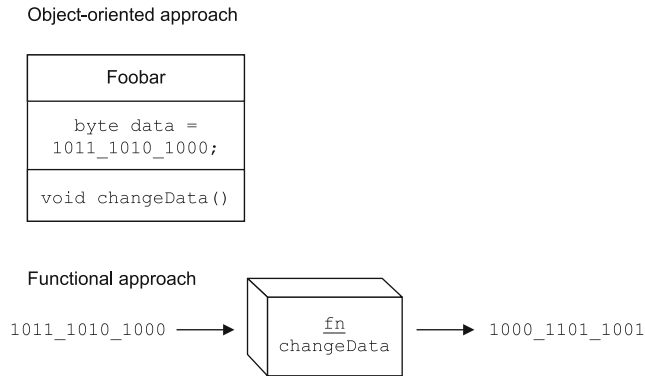 Object-oriented approach
Foobar
byte data =
1011_1010_1000;
void changeData()
Functional approach
1011_1010_1000
fn
changeData
1000_1101_1001